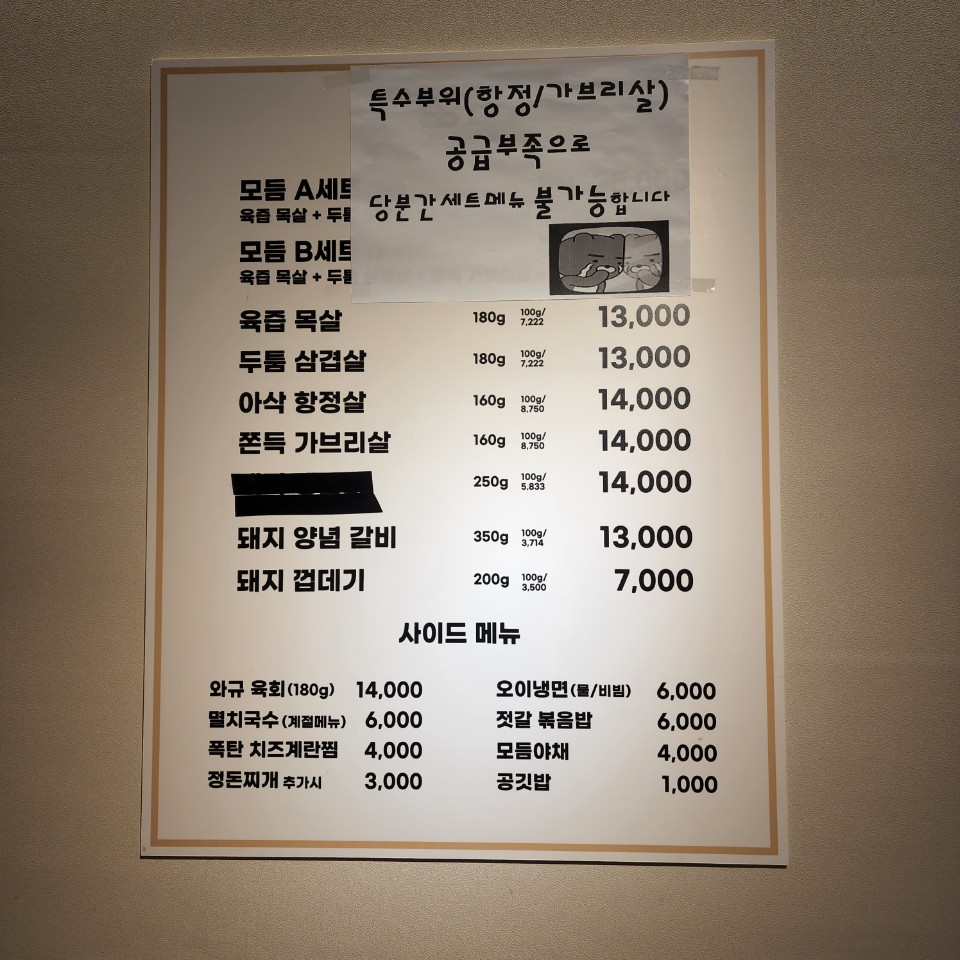 특수부위(항정/가브리살)
공급부족으로
당분간 세트메뉴 불가능합니다
모듬 A세트
육즙 목살 + 두툼
모듬 B세트
육즙 목살 + 두툼
육즙 목살 180g 100g/7,222 13,000
두툼 삼겹살 180g 100g/7,222 13,000
아삭 항정살 160g 100g/8,750 14,000
쫀득 가브리살 160g 100g/8,750 14,000
250g 100g/5.833 14,000
돼지 양념 갈비 350g 100g/3,714 13,000
돼지 껍데기 200g 100g/3,500 7,000
사이드 메뉴
와규 육회(180g) 14,000
멸치국수(계절메뉴) 6,000
폭탄 치즈계란찜 4,000
정돈찌개 추가시 3,000
오이냉면(물/비빔) 6,000
젓갈 볶음밥 6,000
모듬야채 4,000
공깃밥 1,000